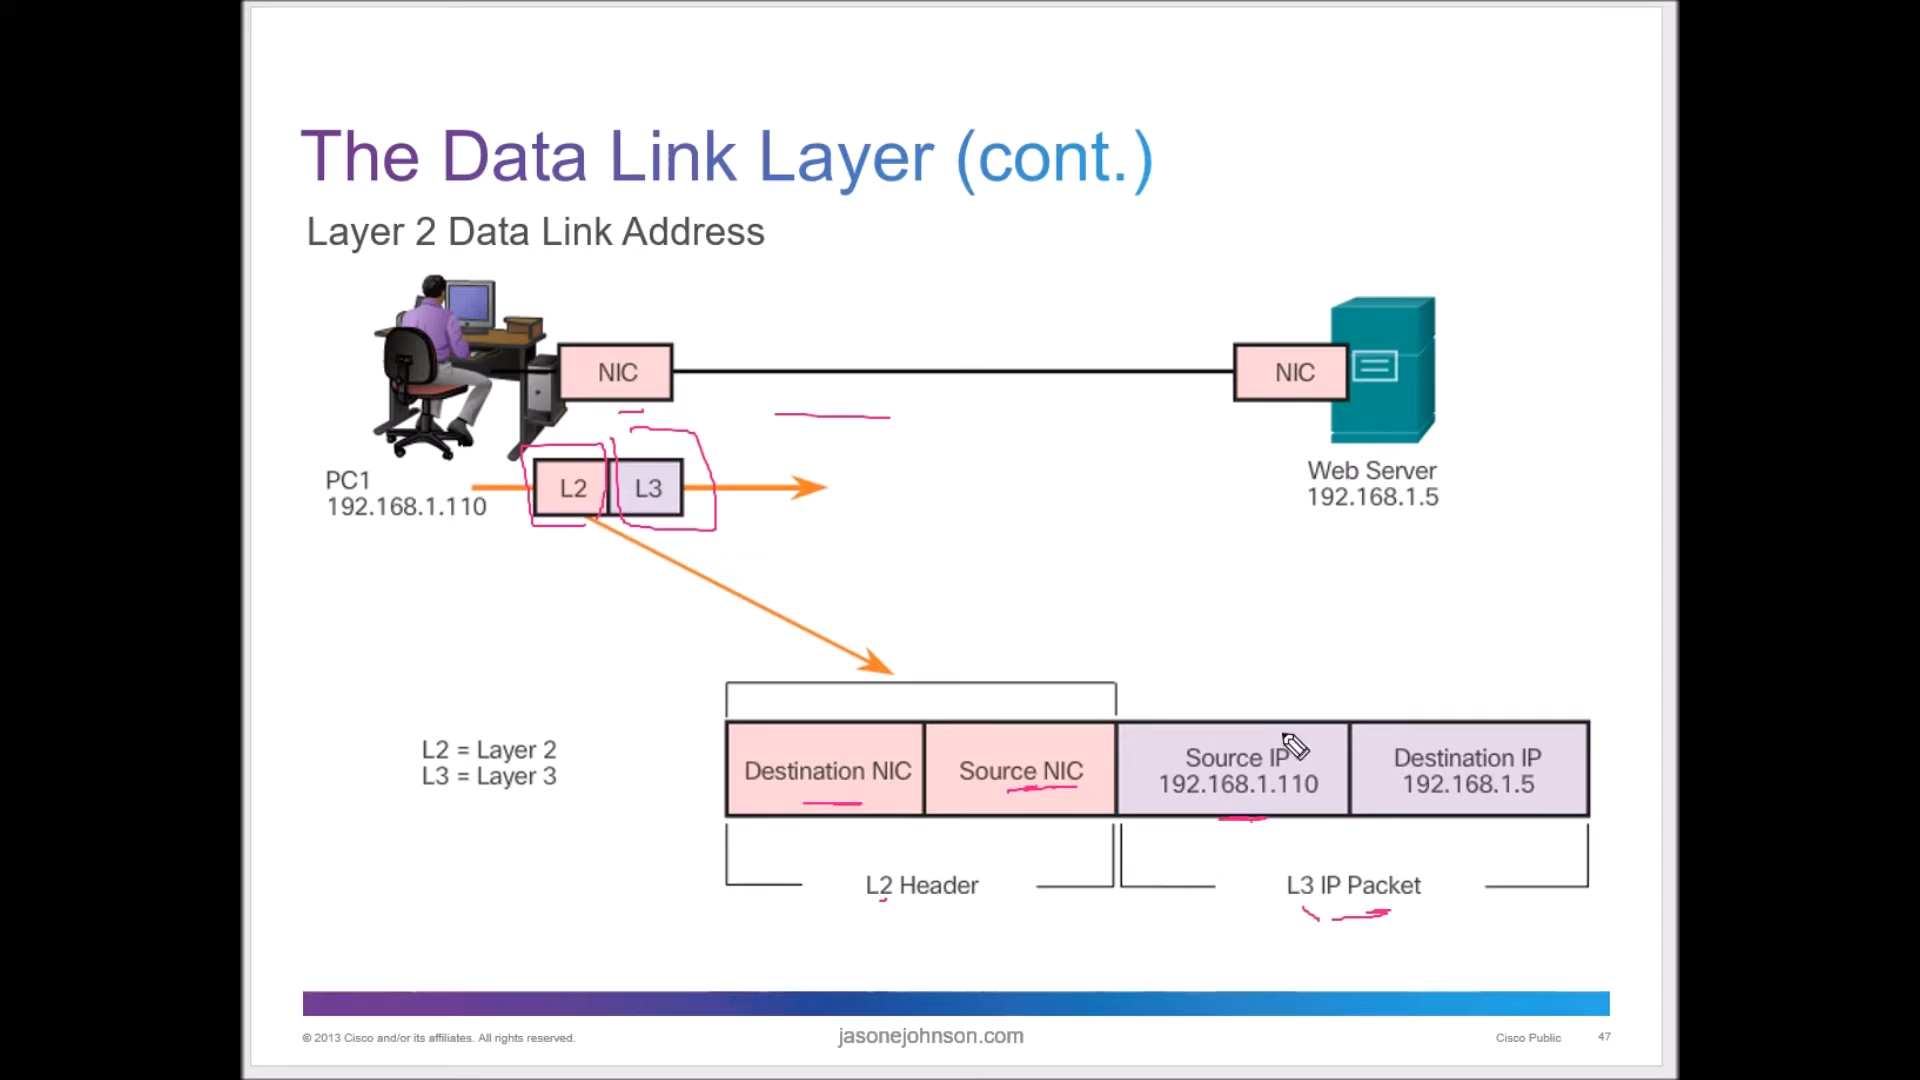 The Data Link Layer (cont.)
Layer 2 Data Link Address
NIC
NIC
PC1
192.168.1.110
L2
L3
Web Server
192.168.1.5
L2 = Layer 2
L3 = Layer 3
Destination NIC
Source NIC
Source IP
192.168.1.110
Destination IP
192.168.1.5
L2 Header
L3 IP Packet
© 2013 Cisco and/or its affiliates. All rights reserved.
jasonejohnson.com
Cisco Public
47